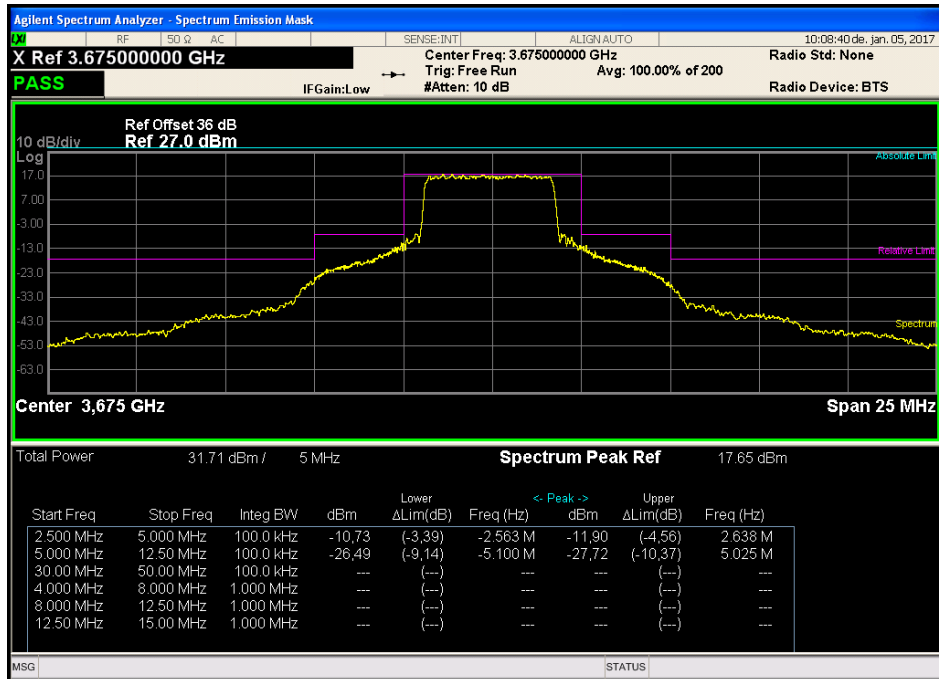 Agilent Spectrum Analyzer - Spectrum Emission Mask
LXI RF 50 Ω AC SENSE:INT ALIGN AUTO 10:08:40 de. jan. 05, 2017
X Ref 3.675000000 GHz Center Freq: 3.675000000 GHz Radio Std: None
Trig: Free Run Avg: 100.00% of 200
PASS IFGain:Low #Atten: 10 dB Radio Device: BTS
Ref Offset 36 dB
10 dB/div Ref 27.0 dBm
Log Absolute Limit
17.0
7.00
-3.00
-13.0 Relative Limit
-23.0
-33.0
-43.0 Spectrum
-53.0
-63.0
Center 3,675 GHz Span 25 MHz
Total Power 31.71 dBm / 5 MHz Spectrum Peak Ref 17.65 dBm
Lower <- Peak -> Upper
Start Freq Stop Freq Integ BW dBm ΔLim(dB) Freq (Hz) dBm ΔLim(dB) Freq (Hz)
2.500 MHz 5.000 MHz 100.0 kHz -10,73 (-3,39) -2.563 M -11,90 (-4,56) 2.638 M
5.000 MHz 12.50 MHz 100.0 kHz -26,49 (-9,14) -5.100 M -27,72 (-10,37) 5.025 M
30.00 MHz 50.00 MHz 100.0 kHz --- (---) --- --- (---) ---
4.000 MHz 8.000 MHz 1.000 MHz --- (---) --- --- (---) ---
8.000 MHz 12.50 MHz 1.000 MHz --- (---) --- --- (---) ---
12.50 MHz 15.00 MHz 1.000 MHz --- (---) --- --- (---) ---
MSG STATUS